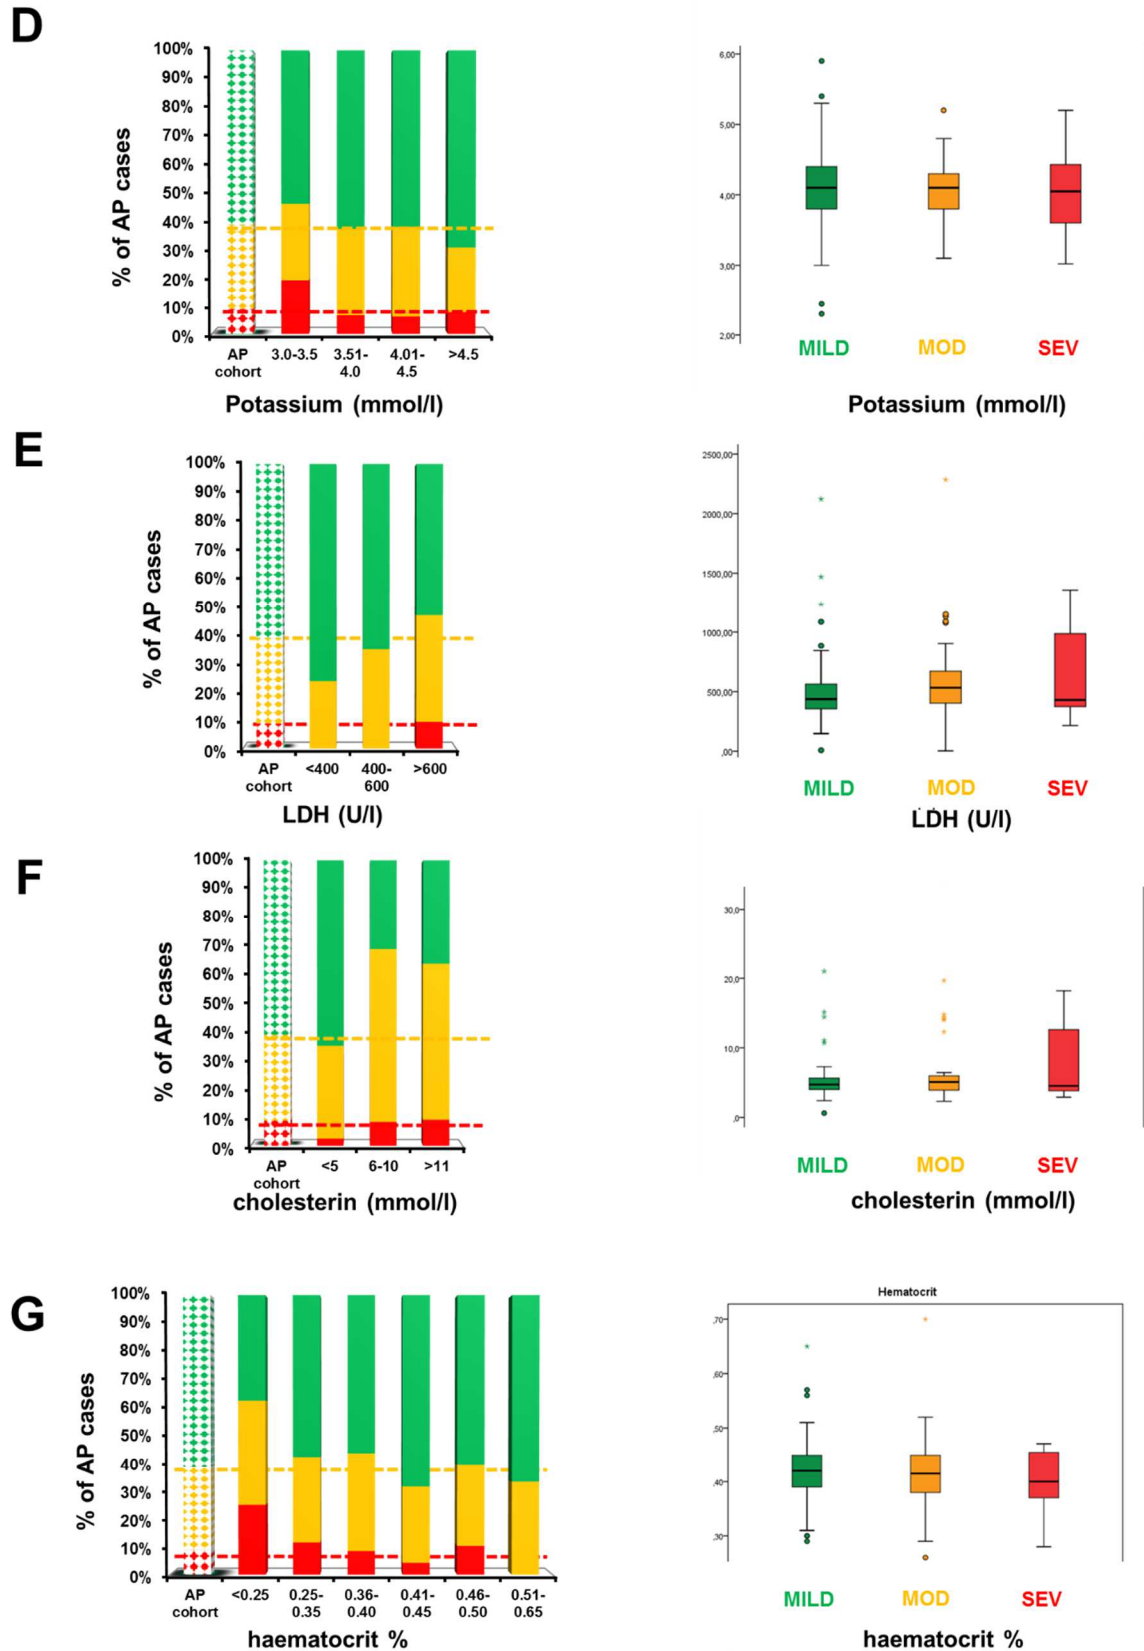 D
100%
90%
80%
70%
60%
50%
40%
30%
20%
10%
0%
% of AP cases
AP cohort
3.0-3.5
3.51-4.0
4.01-4.5
>4.5
Potassium (mmol/l)
6,00
5,00
4,00
3,00
2,00
MILD
MOD
SEV
Potassium (mmol/l)
E
100%
90%
80%
70%
60%
50%
40%
30%
20%
10%
0%
% of AP cases
AP cohort
<400
400-600
>600
LDH (U/l)
2500,00
2000,00
1500,00
1000,00
500,00
,00
MILD
MOD
SEV
LDH (U/l)
F
100%
90%
80%
70%
60%
50%
40%
30%
20%
10%
0%
% of AP cases
AP cohort
<5
6-10
>11
cholesterin (mmol/l)
30,0
20,0
10,0
,0
MILD
MOD
SEV
cholesterin (mmol/l)
G
100%
90%
80%
70%
60%
50%
40%
30%
20%
10%
0%
% of AP cases
AP cohort
<0.25
0.25-0.35
0.36-0.40
0.41-0.45
0.46-0.50
0.51-0.65
haematocrit %
Hematocrit
,70
,60
,50
,40
,30
MILD
MOD
SEV
haematocrit %